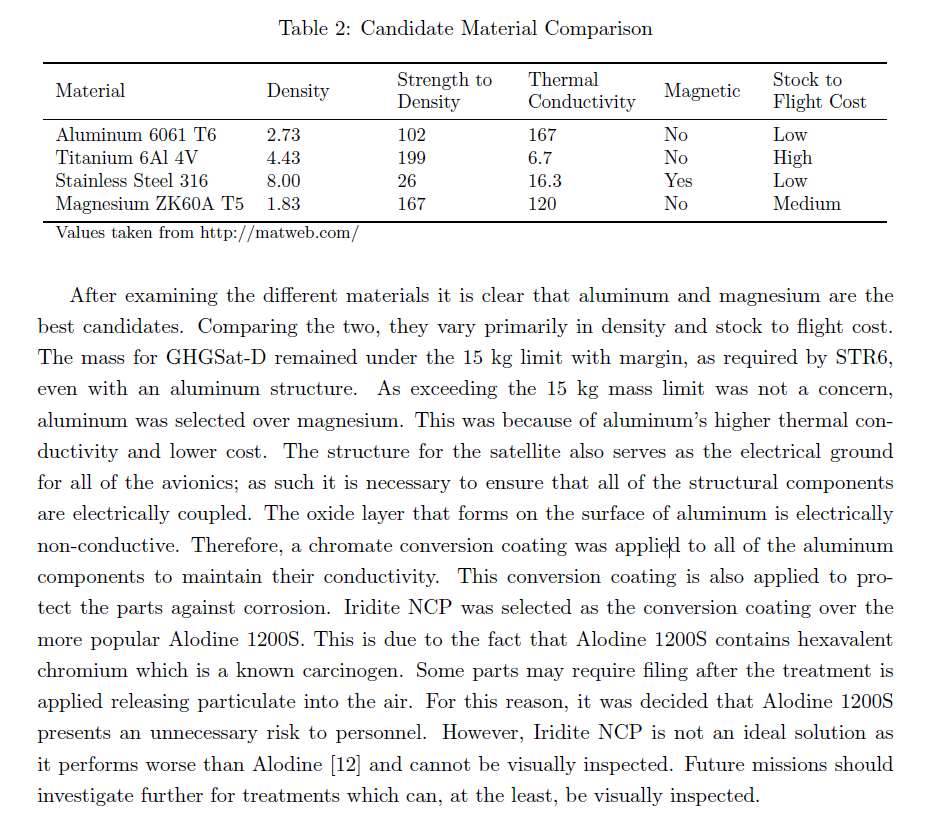 Table 2: Candidate Material Comparison
Material Density Strength to Density Thermal Conductivity Magnetic Stock to Flight Cost
Aluminum 6061 T6 2.73 102 167 No Low
Titanium 6Al 4V 4.43 199 6.7 No High
Stainless Steel 316 8.00 26 16.3 Yes Low
Magnesium ZK60A T5 1.83 167 120 No Medium
Values taken from http://matweb.com/
After examining the different materials it is clear that aluminum and magnesium are the
best candidates. Comparing the two, they vary primarily in density and stock to flight cost.
The mass for GHGSat-D remained under the 15 kg limit with margin, as required by STR6,
even with an aluminum structure. As exceeding the 15 kg mass limit was not a concern,
aluminum was selected over magnesium. This was because of aluminum's higher thermal con-
ductivity and lower cost. The structure for the satellite also serves as the electrical ground
for all of the avionics; as such it is necessary to ensure that all of the structural components
are electrically coupled. The oxide layer that forms on the surface of aluminum is electrically
non-conductive. Therefore, a chromate conversion coating was applied to all of the aluminum
components to maintain their conductivity. This conversion coating is also applied to pro-
tect the parts against corrosion. Iridite NCP was selected as the conversion coating over the
more popular Alodine 1200S. This is due to the fact that Alodine 1200S contains hexavalent
chromium which is a known carcinogen. Some parts may require filing after the treatment is
applied releasing particulate into the air. For this reason, it was decided that Alodine 1200S
presents an unnecessary risk to personnel. However, Iridite NCP is not an ideal solution as
it performs worse than Alodine [12] and cannot be visually inspected. Future missions should
investigate further for treatments which can, at the least, be visually inspected.